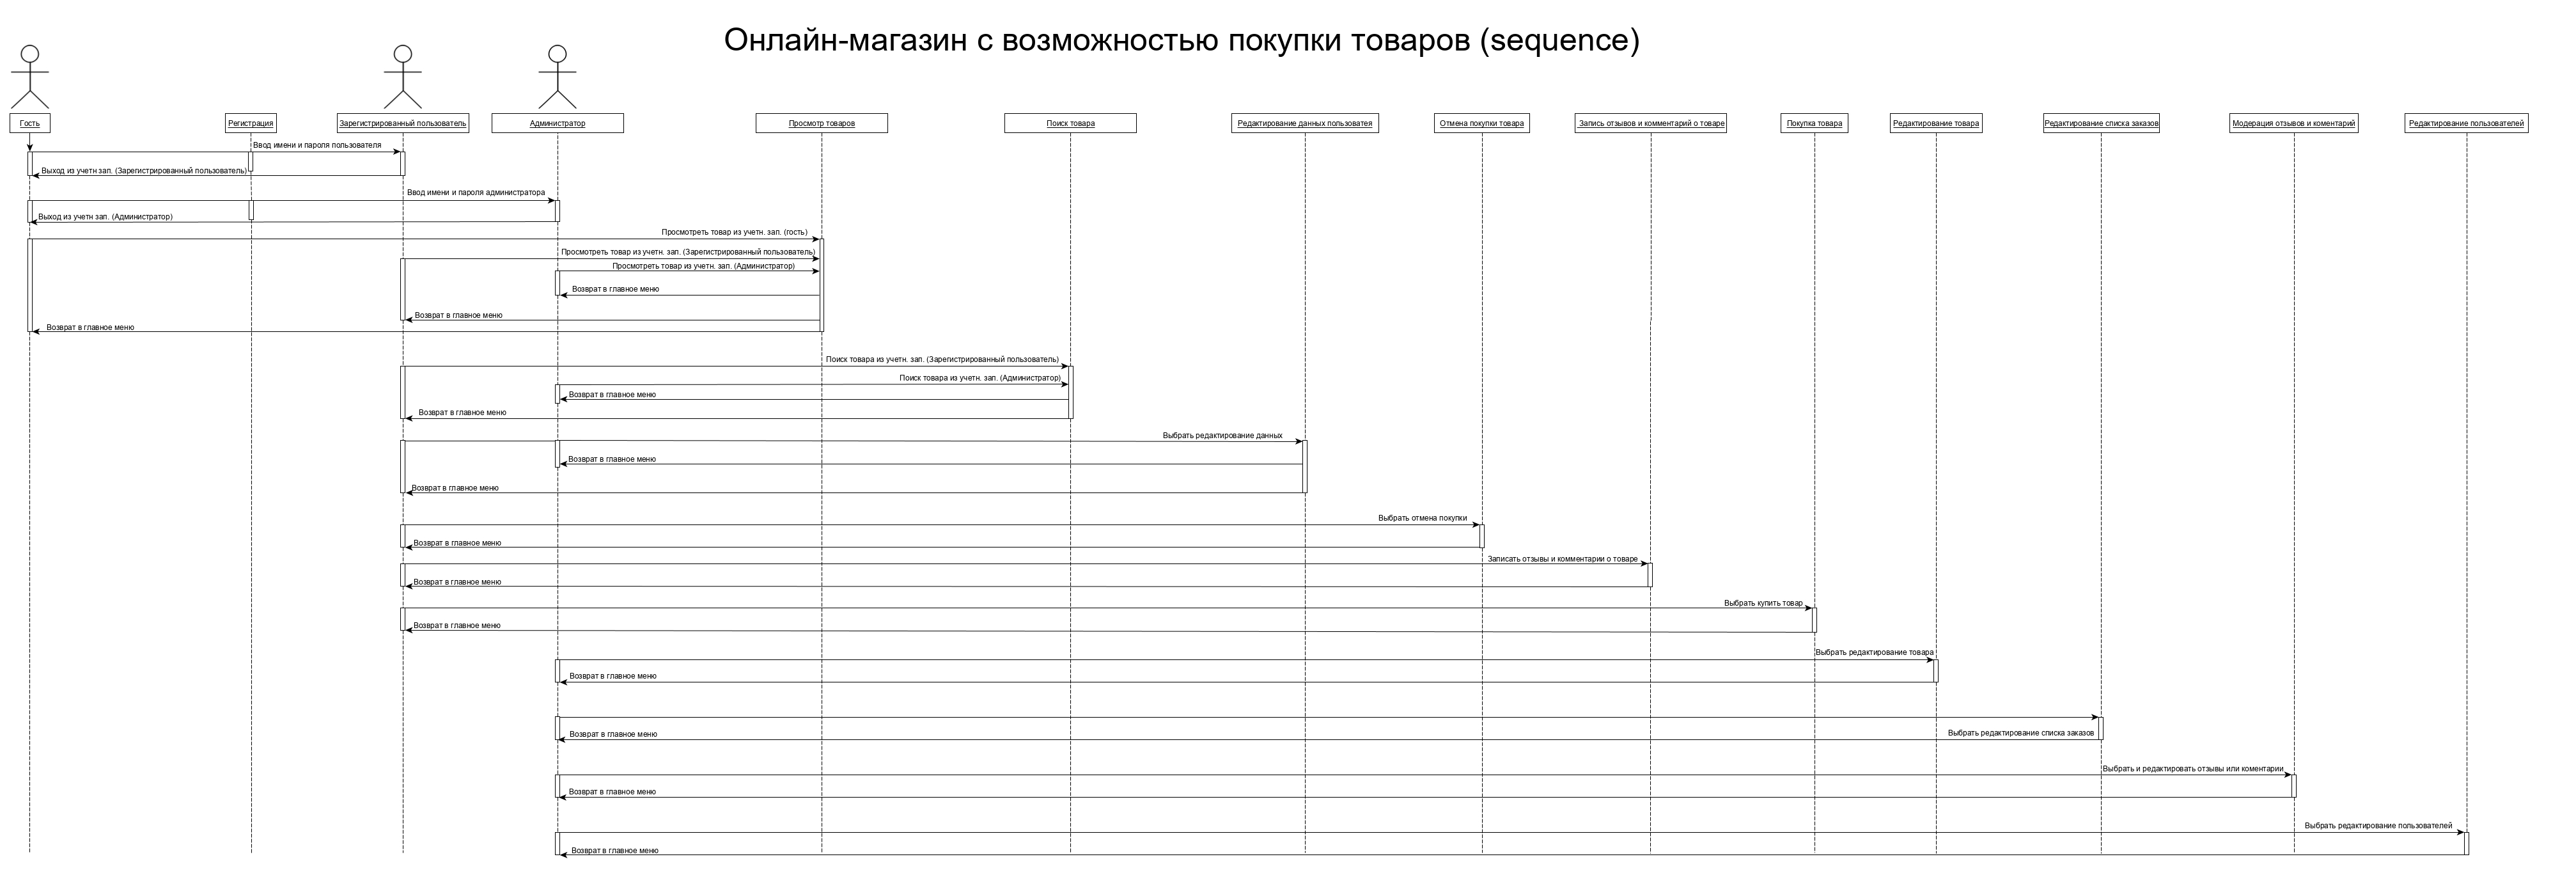 Онлайн-магазин с возможностью покупки товаров (sequence)
Гость
Регистрация
Зарегистрированный пользователь
Администратор
Просмотр товаров
Поиск товара
Редактирование данных пользоватея
Отмена покупки товара
Запись отзывов и комментарий о товаре
Покупка товара
Редактирование товара
Редактирование списка заказов
Модерация отзывов и коментарий
Редактирование пользователей
Ввод имени и пароля пользователя
Выход из учетн зап. (Зарегистрированный пользователь)
Ввод имени и пароля администратора
Выход из учетн зап. (Администратор)
Просмотреть товар из учетн. зап. (гость)
Просмотреть товар из учетн. зап. (Зарегистрированный пользователь)
Просмотреть товар из учетн. зап. (Администратор)
Возврат в главное меню
Возврат в главное меню
Возврат в главное меню
Поиск товара из учетн. зап. (Зарегистрированный пользователь)
Поиск товара из учетн. зап. (Администратор)
Возврат в главное меню
Возврат в главное меню
Выбрать редактирование данных
Возврат в главное меню
Возврат в главное меню
Выбрать отмена покупки
Возврат в главное меню
Записать отзывы и комментарии о товаре
Возврат в главное меню
Выбрать купить товар
Возврат в главное меню
Выбрать редактирование товара
Возврат в главное меню
Возврат в главное меню
Выбрать редактирование списка заказов
Выбрать и редактировать отзывы или коментарии
Возврат в главное меню
Выбрать редактирование пользователей
Возврат в главное меню